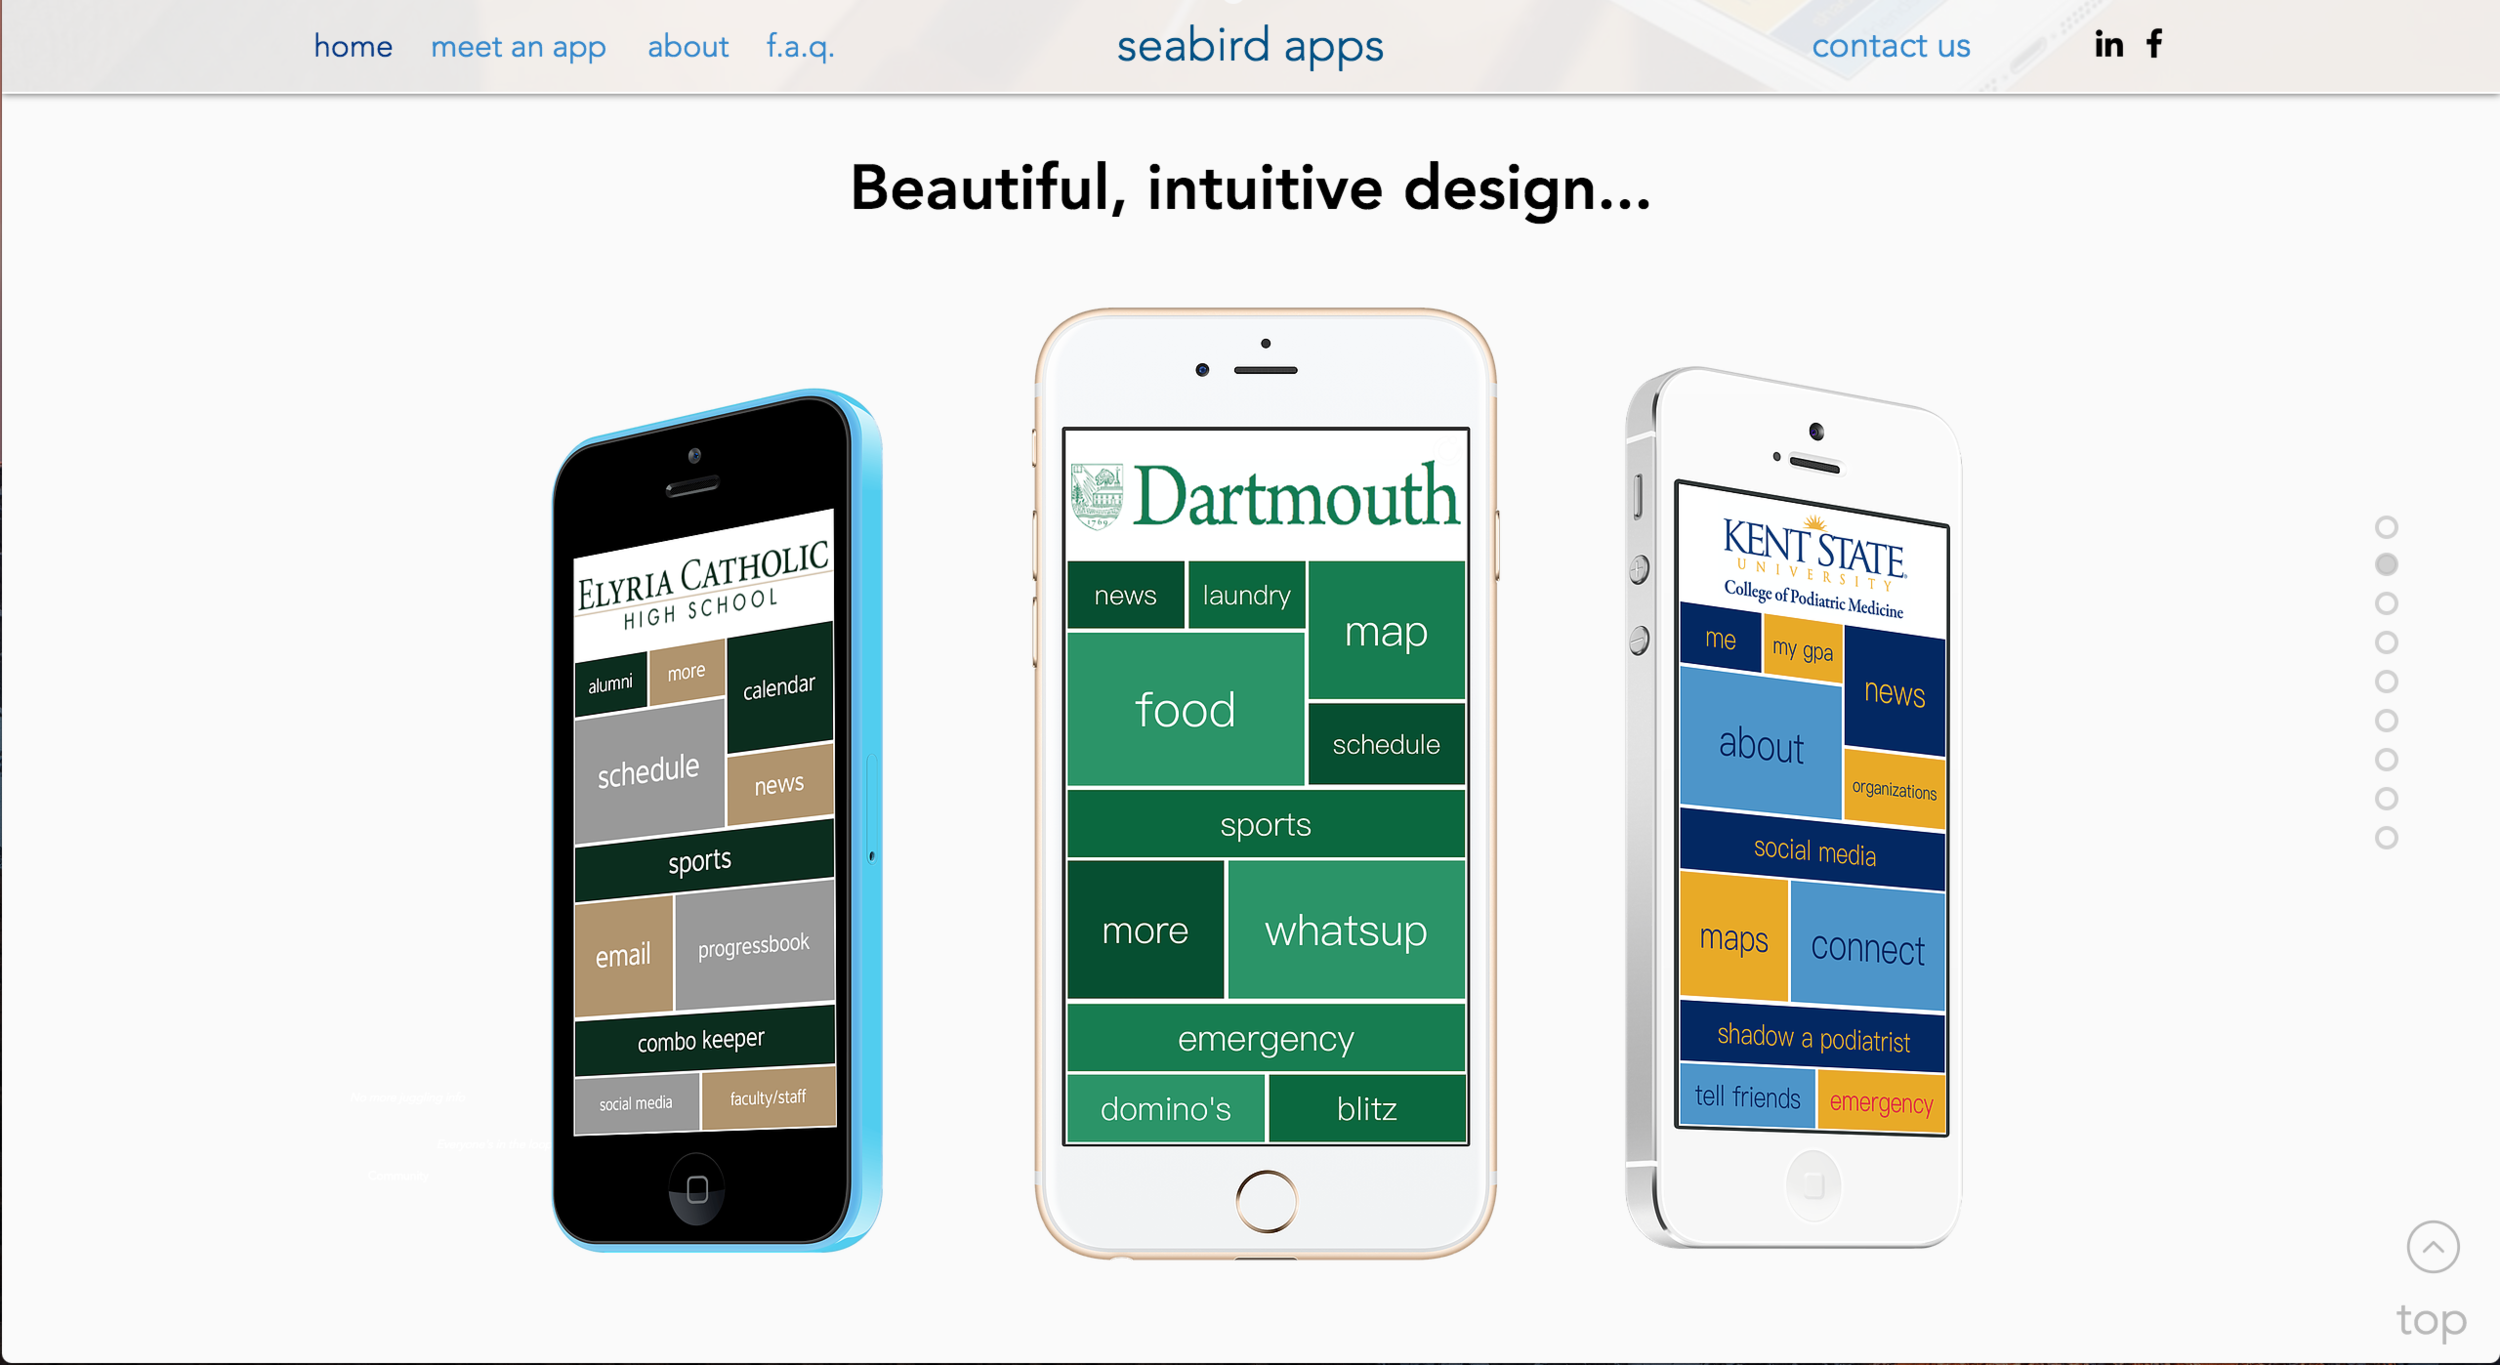 home meet an app about f.a.q. seabird apps contact us in f
Beautiful, intuitive design...
ELYRIA CATHOLIC
HIGH SCHOOL
alumni more calendar
schedule news
sports
email progressbook
combo keeper
social media faculty/staff
Dartmouth
1769
news laundry map
food schedule
sports
more whatsup
emergency
domino's blitz
KENT STATE
UNIVERSITY
College of Podiatric Medicine
me my gpa news
about organizations
social media
maps connect
shadow a podiatrist
tell friends emergency
top